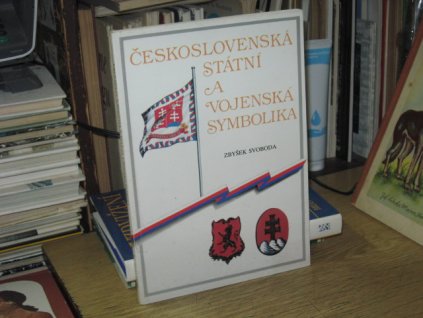 ČESKOSLOVENSKÁ
STÁTNÍ
A
VOJENSKÁ
SYMBOLIKA
ZBYŠEK SVOBODA